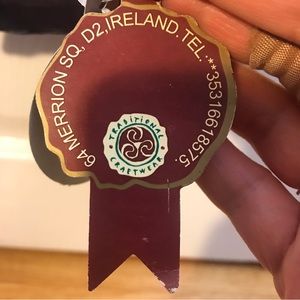 64 MERRION SQ, D2, IRELAND. TEL: **35316618575.
TRADITIONAL
CRAFTWEAR